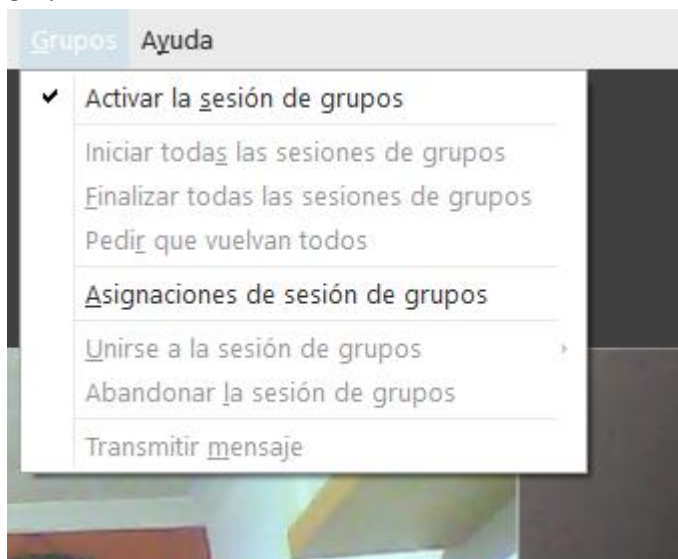 Grupos Ayuda
Activar la sesión de grupos
Iniciar todas las sesiones de grupos
Finalizar todas las sesiones de grupos
Pedir que vuelvan todos
Asignaciones de sesión de grupos
Unirse a la sesión de grupos
Abandonar la sesión de grupos
Transmitir mensaje